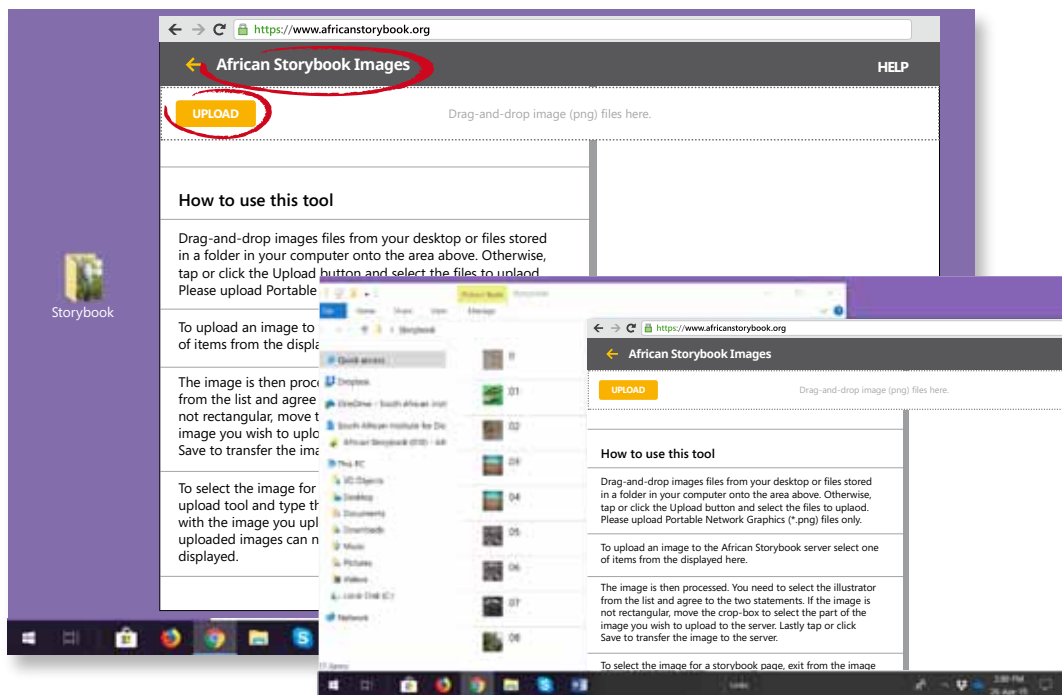 https://www.africanstorybook.org
African Storybook Images
HELP
UPLOAD
Drag-and-drop image (png) files here.
How to use this tool
Drag-and-drop images files from your desktop or files stored
in a folder in your computer onto the area above. Otherwise,
tap or click the Upload button and select the files to uplaod
Please upload Portable
To upload an image to
of items from the displa
The image is then proc
from the list and agree
not rectangular, move t
image you wish to uplo
Save to transfer the ima
To select the image for
upload tool and type th
with the image you upl
uploaded images can n
displayed.
Storybook
Home
Share
View
Manage
Storybook
Quick access
Dropbox
This PC
3D Objects
Desktop
Documents
Downloads
Music
Pictures
Videos
Local Disk (C:)
Network
01
02
03
04
05
06
07
08
https://www.africanstorybook.org
African Storybook Images
UPLOAD
Drag-and-drop image (png) files here.
How to use this tool
Drag-and-drop images files from your desktop or files stored
in a folder in your computer onto the area above. Otherwise,
tap or click the Upload button and select the files to uplaod.
Please upload Portable Network Graphics (*.png) files only.
To upload an image to the African Storybook server select one
of items from the displayed here.
The image is then processed. You need to select the illustrator
from the list and agree to the two statements. If the image is
not rectangular, move the crop-box to select the part of the
image you wish to upload to the server. Lastly tap or click
Save to transfer the image to the server.
To select the image for a storybook page, exit from the image